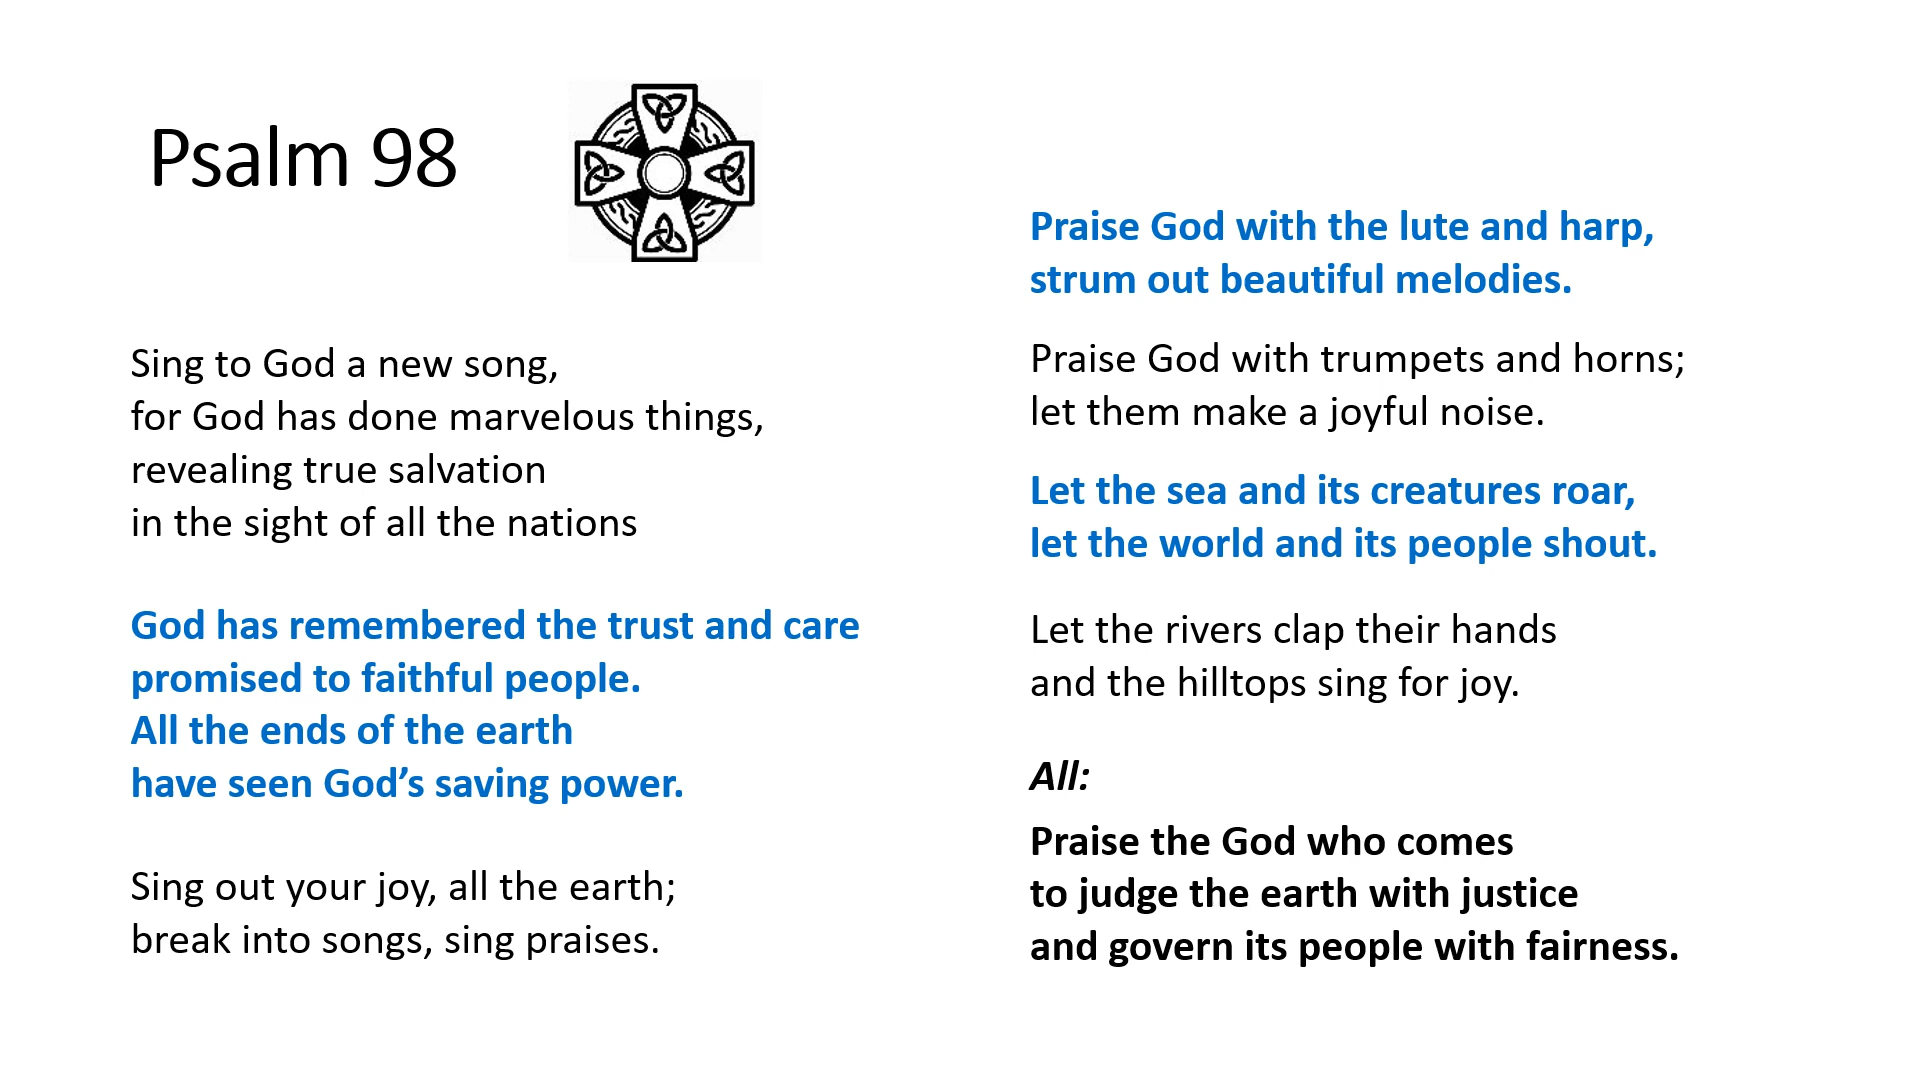 Psalm 98
Sing to God a new song,
for God has done marvelous things,
revealing true salvation
in the sight of all the nations
God has remembered the trust and care
promised to faithful people.
All the ends of the earth
have seen God’s saving power.
Sing out your joy, all the earth;
break into songs, sing praises.
Praise God with the lute and harp,
strum out beautiful melodies.
Praise God with trumpets and horns;
let them make a joyful noise.
Let the sea and its creatures roar,
let the world and its people shout.
Let the rivers clap their hands
and the hilltops sing for joy.
All:
Praise the God who comes
to judge the earth with justice
and govern its people with fairness.